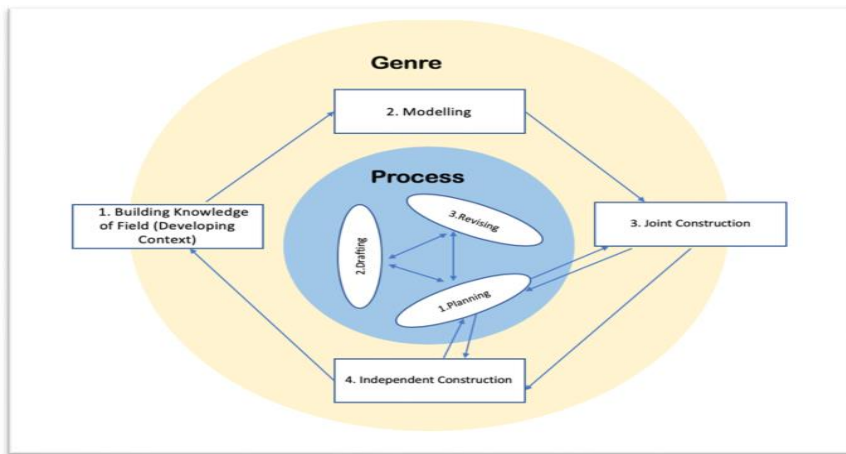 Genre
2. Modelling
Process
3.Revising
1. Building Knowledge
of Field (Developing
Context)
2.Drafting
3. Joint Construction
1.Planning
4. Independent Construction